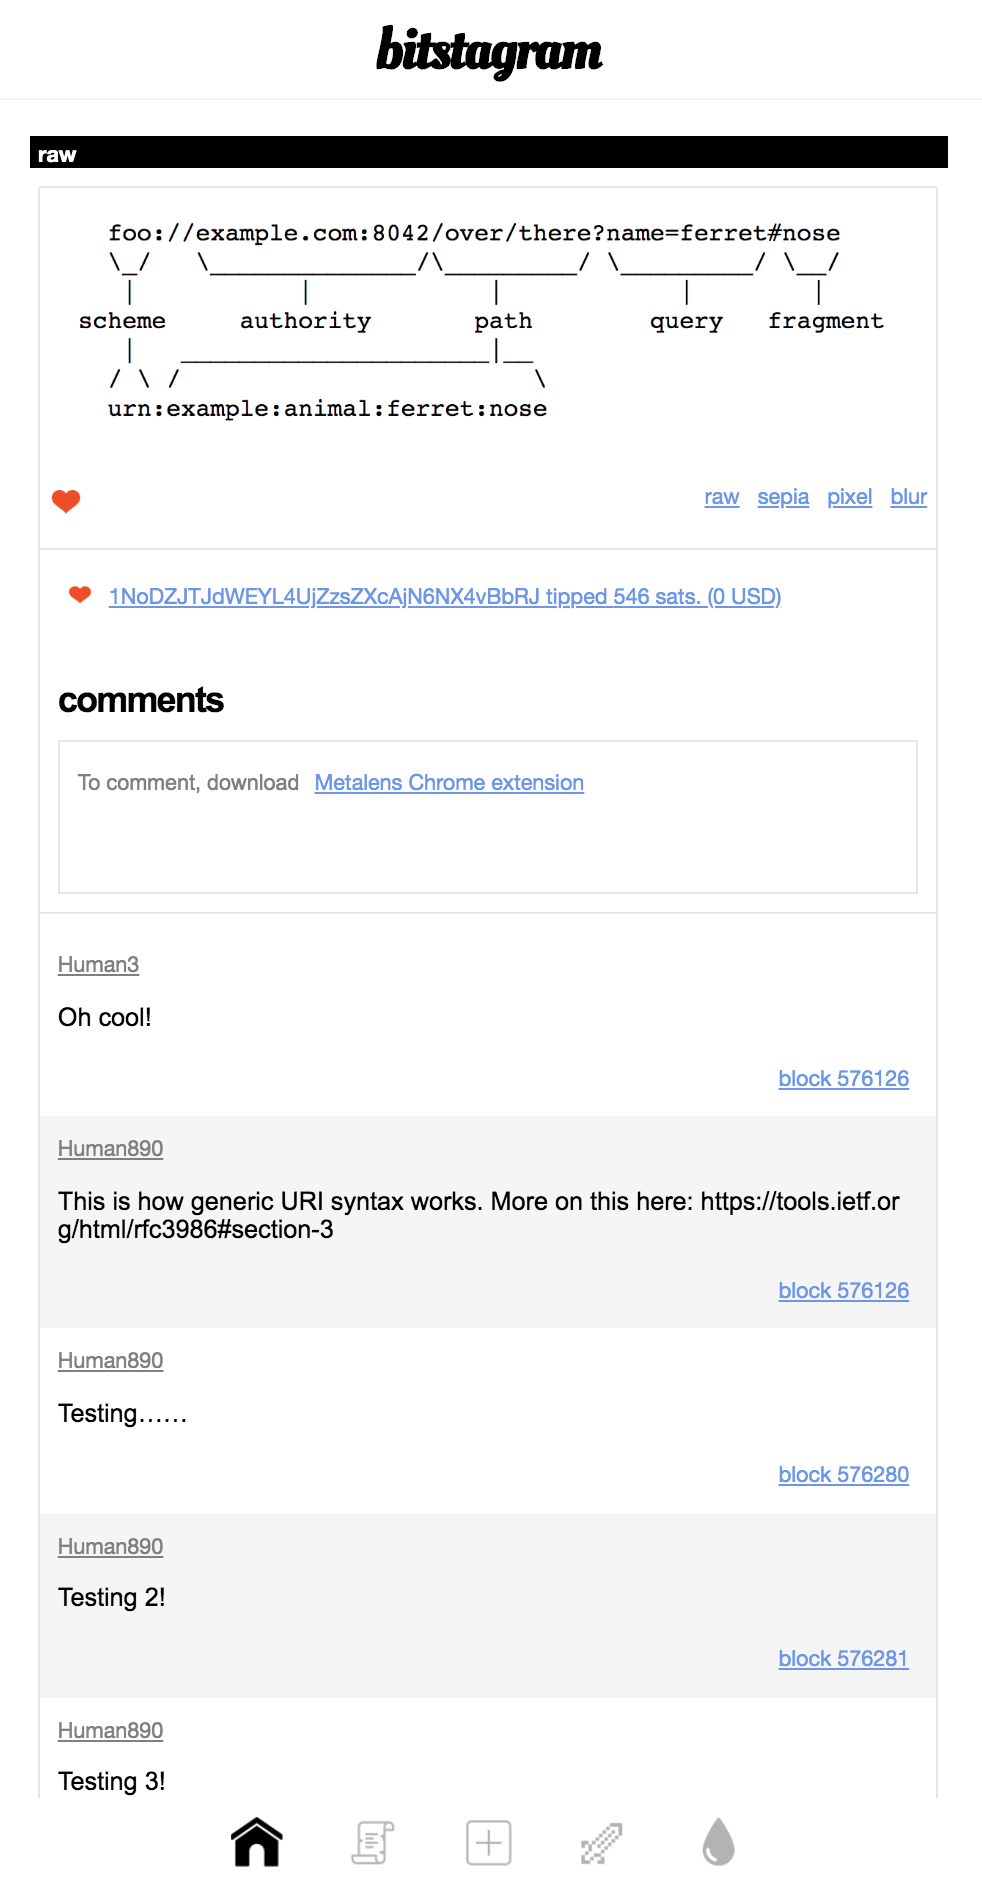 bitstagram
raw
foo://example.com:8042/over/there?name=ferret#nose
\_/   \______________/\_________/ \_________/ \__/
 |           |            |            |        |
scheme     authority       path        query   fragment
 |   _____________________|__
/ \ /                        \
urn:example:animal:ferret:nose
raw sepia pixel blur
1NoDZJTJdWEYL4UjZzsZXcAjN6NX4vBbRJ tipped 546 sats. (0 USD)
comments
To comment, download Metalens Chrome extension
Human3
Oh cool!
block 576126
Human890
This is how generic URI syntax works. More on this here: https://tools.ietf.or
g/html/rfc3986#section-3
block 576126
Human890
Testing......
block 576280
Human890
Testing 2!
block 576281
Human890
Testing 3!